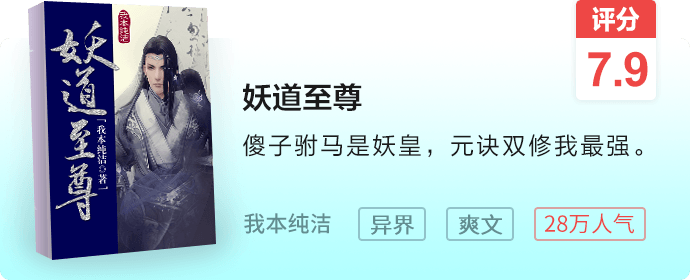 我本纯洁
妖道至尊
「我本纯洁◎著」
评分
7.9
妖道至尊
傻子驸马是妖皇，元诀双修我最强。
我本纯洁
异界
爽文
28万人气